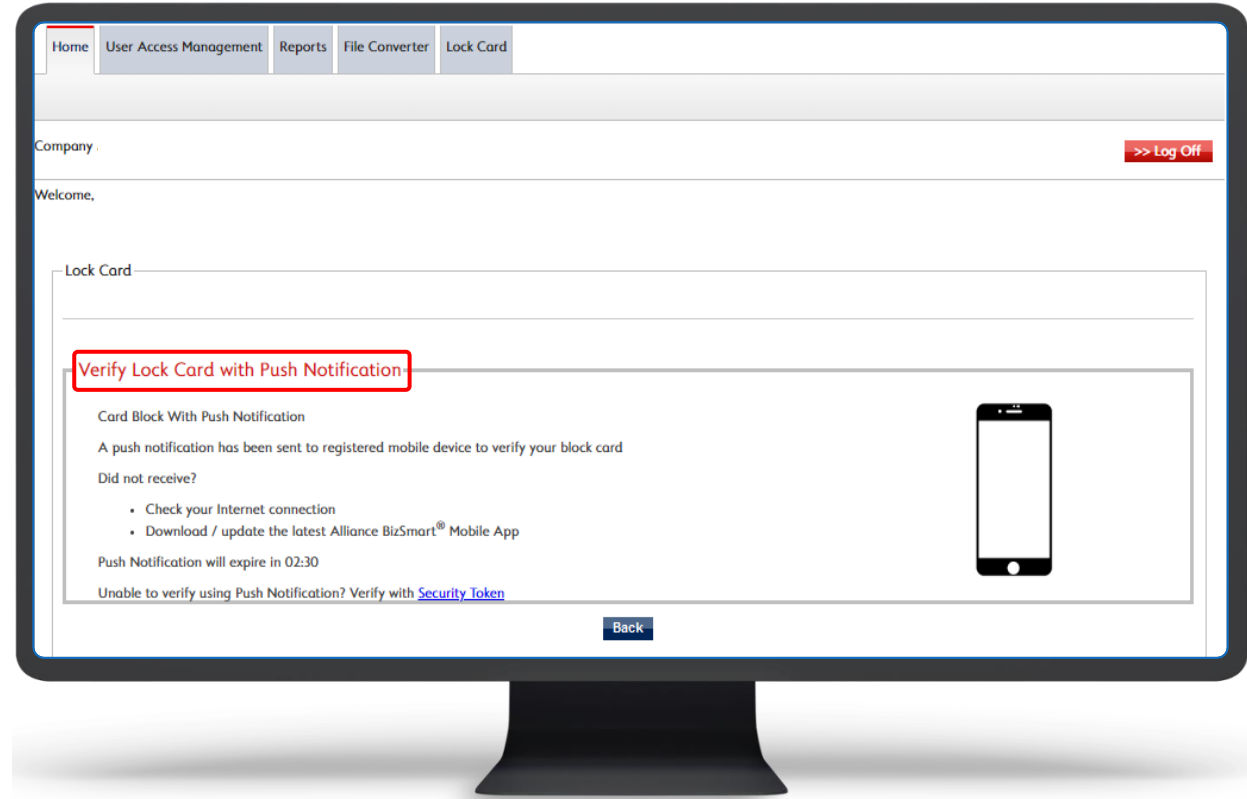 Home User Access Management Reports File Converter Lock Card
Company .
>> Log Off
Welcome,
Lock Card
Verify Lock Card with Push Notification
Card Block With Push Notification
A push notification has been sent to registered mobile device to verify your block card
Did not receive?
• Check your Internet connection
• Download / update the latest Alliance BizSmart® Mobile App
Push Notification will expire in 02:30
Unable to verify using Push Notification? Verify with Security Token
Back